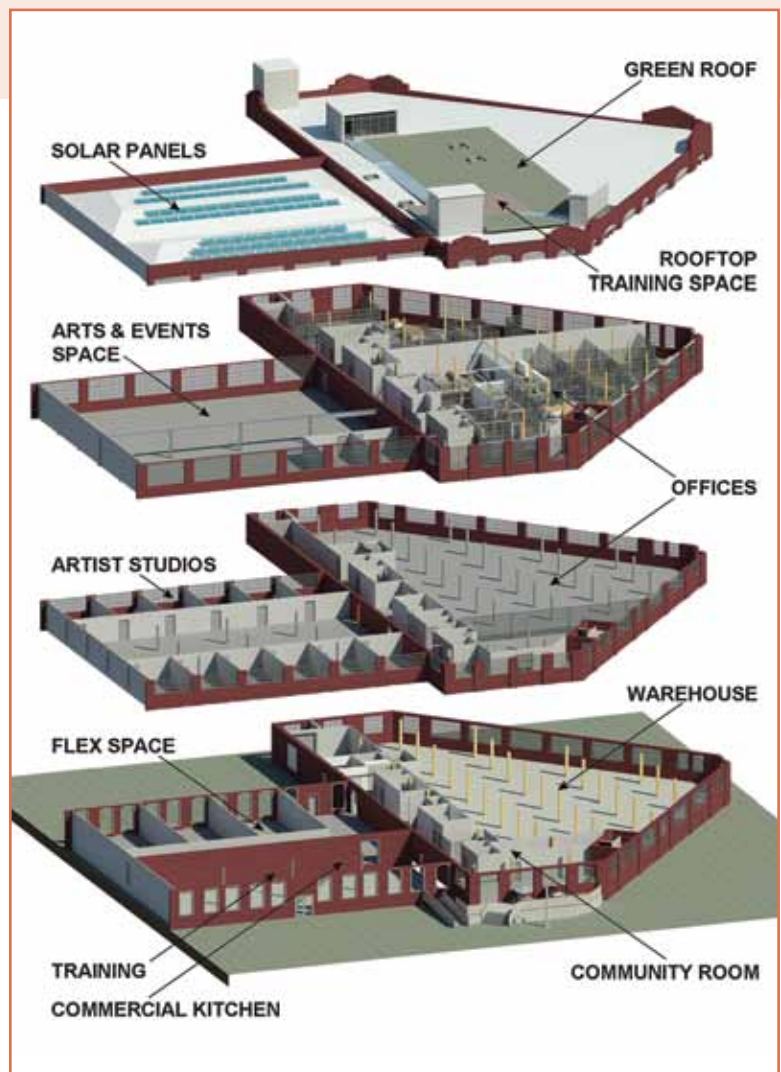 GREEN ROOF
SOLAR PANELS
ROOFTOP
TRAINING SPACE
ARTS & EVENTS
SPACE
OFFICES
ARTIST STUDIOS
WAREHOUSE
FLEX SPACE
TRAINING
COMMUNITY ROOM
COMMERCIAL KITCHEN